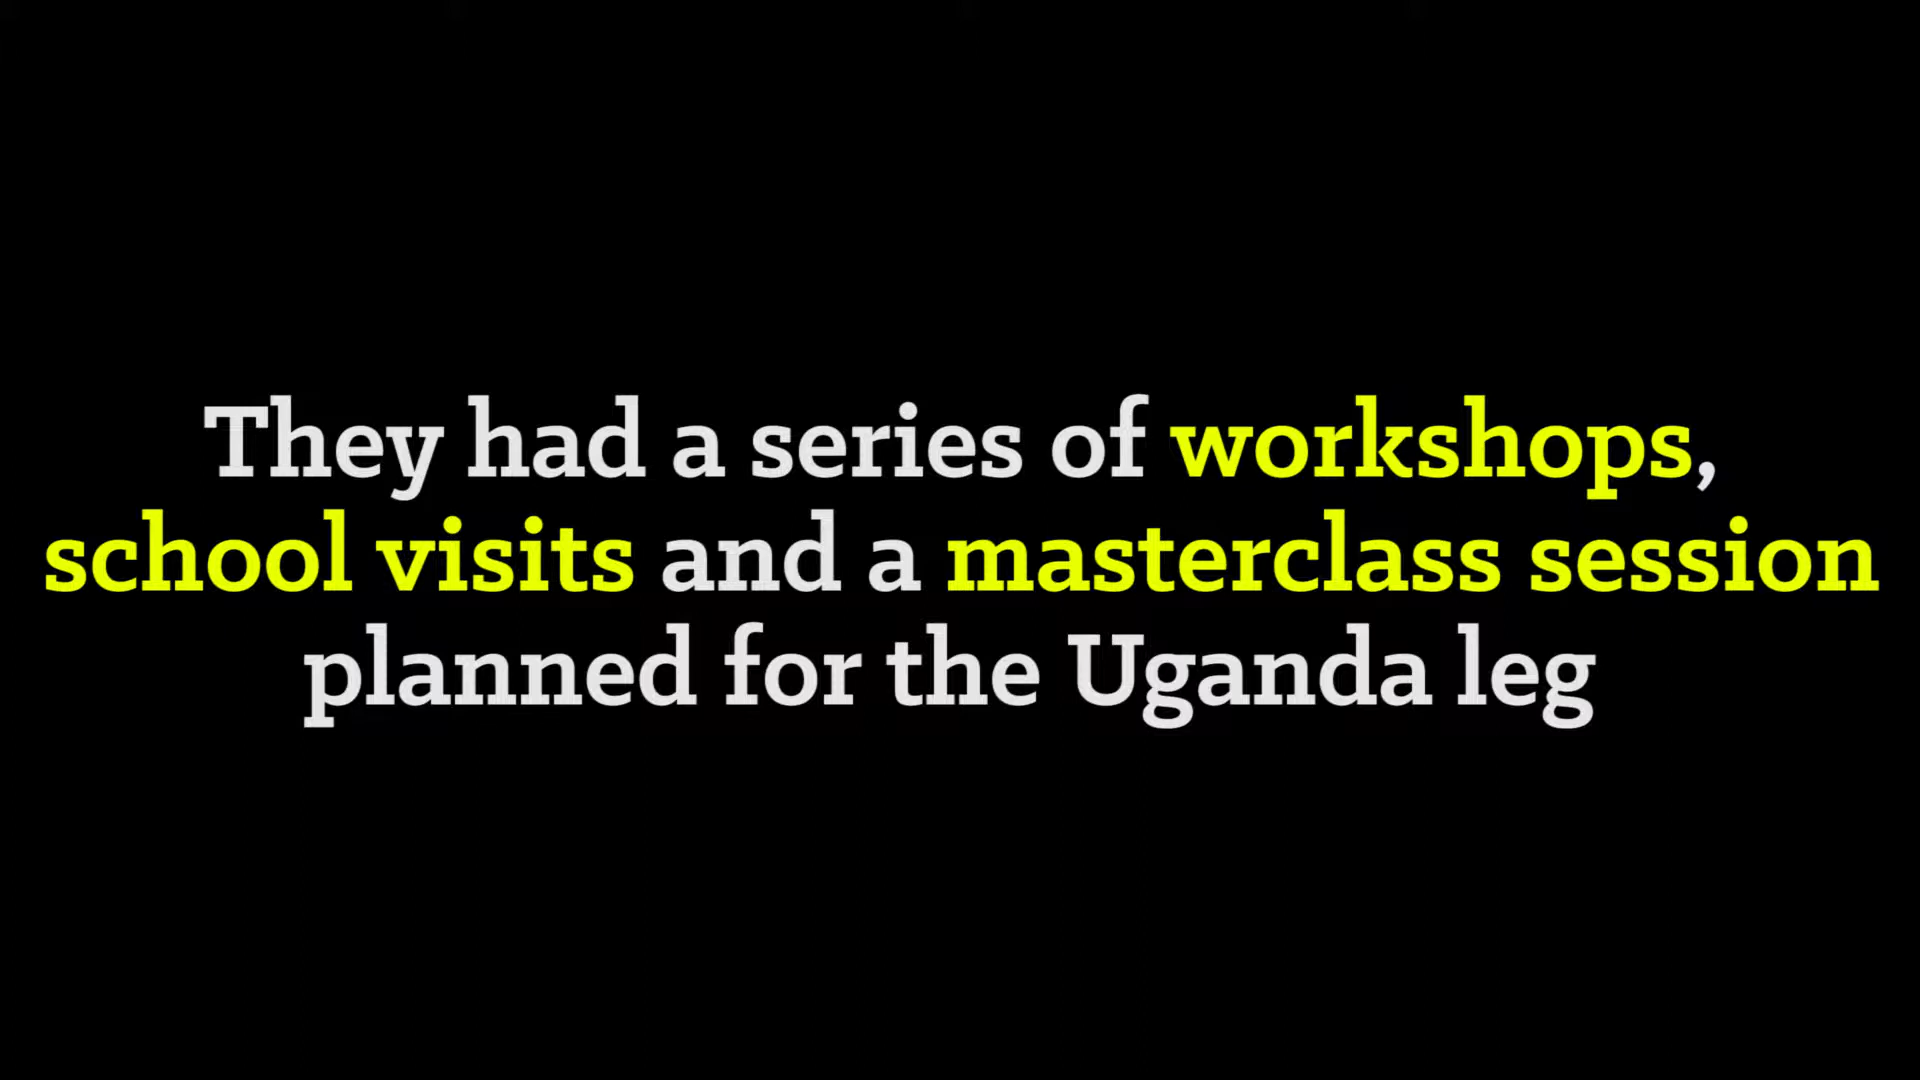 They had a series of workshops,
school visits and a masterclass session
planned for the Uganda leg